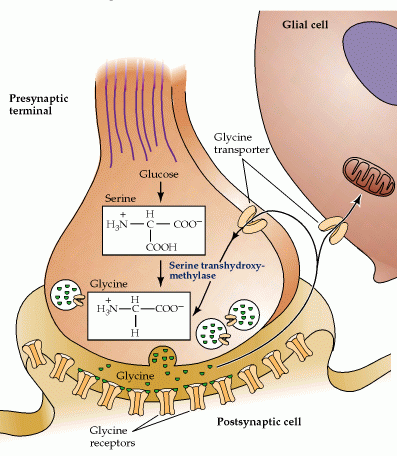 Glial cell
Presynaptic
terminal
Glycine
transporter
Glucose
Serine
+
H
H₃N—C—COO⁻
COOH
Serine transhydroxy-
methylase
Glycine
+
H
H₃N—C—COO⁻
H
Glycine
Postsynaptic cell
Glycine
receptors